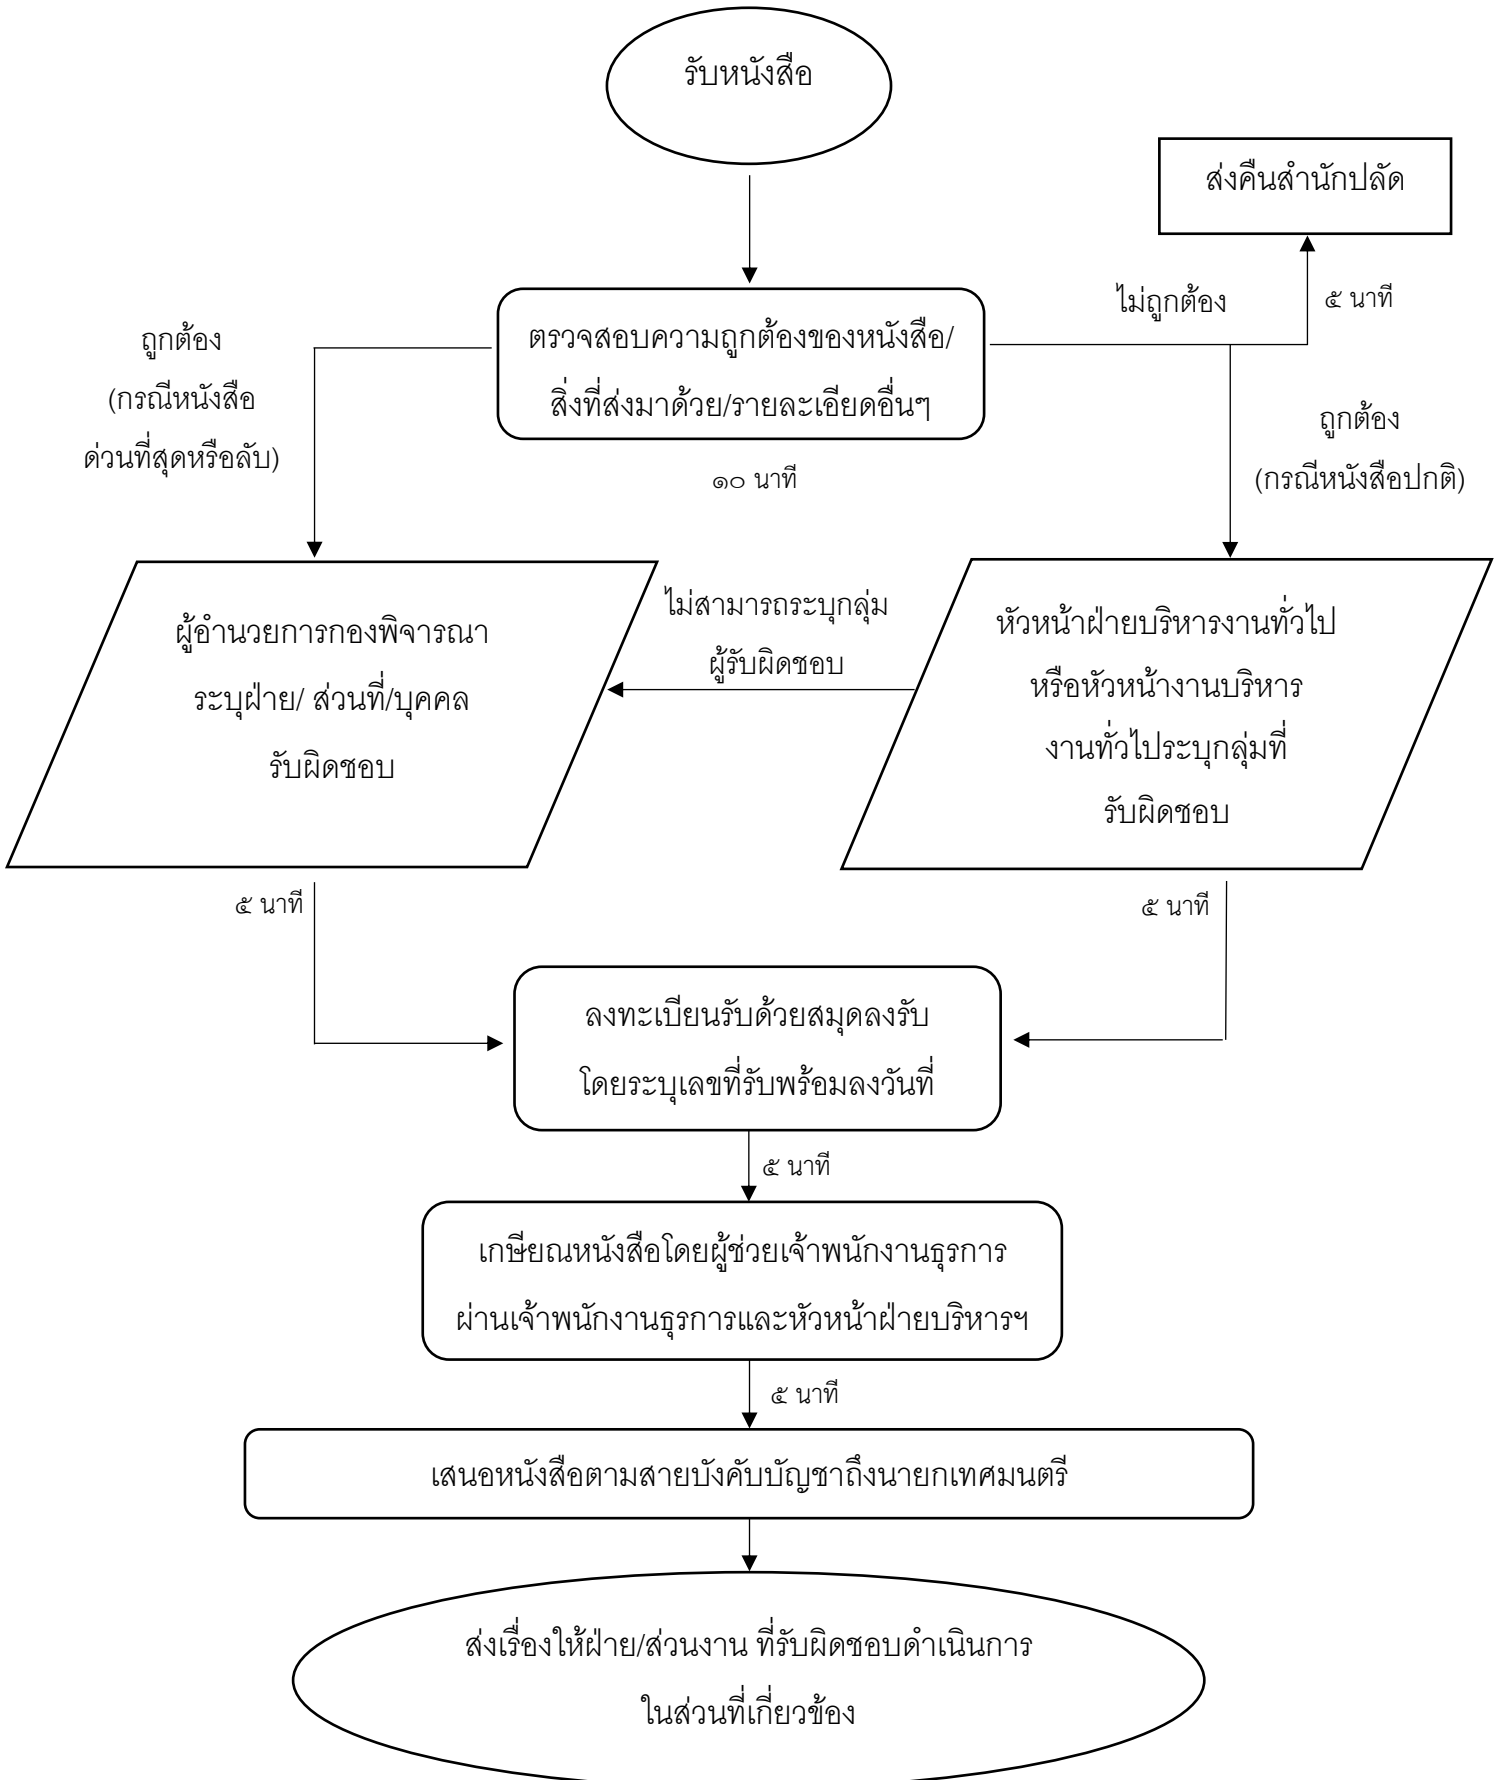 รับหนังสือ
ส่งคืนสำนักปลัด
ไม่ถูกต้อง
๕ นาที
ตรวจสอบความถูกต้องของหนังสือ/
สิ่งที่ส่งมาด้วย/รายละเอียดอื่นๆ
๑๐ นาที
ถูกต้อง
(กรณีหนังสือ
ด่วนที่สุดหรือลับ)
ถูกต้อง
(กรณีหนังสือปกติ)
ผู้อำนวยการกองพิจารณา
ระบุฝ่าย/ ส่วนที่/บุคคล
รับผิดชอบ
ไม่สามารถระบุกลุ่ม
ผู้รับผิดชอบ
หัวหน้าฝ่ายบริหารงานทั่วไป
หรือหัวหน้างานบริหาร
งานทั่วไประบุกลุ่มที่
รับผิดชอบ
๕ นาที
๕ นาที
ลงทะเบียนรับด้วยสมุดลงรับ
โดยระบุเลขที่รับพร้อมลงวันที่
๕ นาที
เกษียณหนังสือโดยผู้ช่วยเจ้าพนักงานธุรการ
ผ่านเจ้าพนักงานธุรการและหัวหน้าฝ่ายบริหารฯ
๕ นาที
เสนอหนังสือตามสายบังคับบัญชาถึงนายกเทศมนตรี
ส่งเรื่องให้ฝ่าย/ส่วนงาน ที่รับผิดชอบดำเนินการ
ในส่วนที่เกี่ยวข้อง